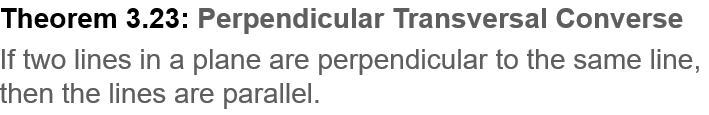 Theorem 3.23: Perpendicular Transversal Converse
If two lines in a plane are perpendicular to the same line,
then the lines are parallel.